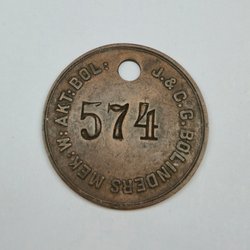 J. & C. G. BOLINDERS MEK. W: AKT: BOL:
574